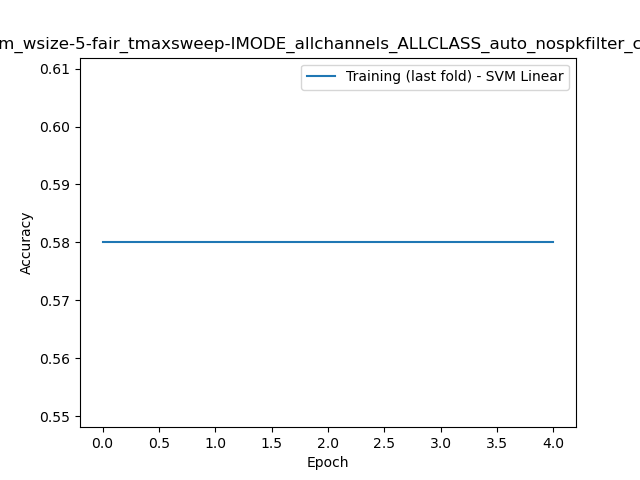 m_wsize-5-fair_tmaxsweep-IMODE_allchannels_ALLCLASS_auto_nospkfilter_c
Training (last fold) - SVM Linear
Accuracy
0.61
0.60
0.59
0.58
0.57
0.56
0.55
0.0 0.5 1.0 1.5 2.0 2.5 3.0 3.5 4.0
Epoch